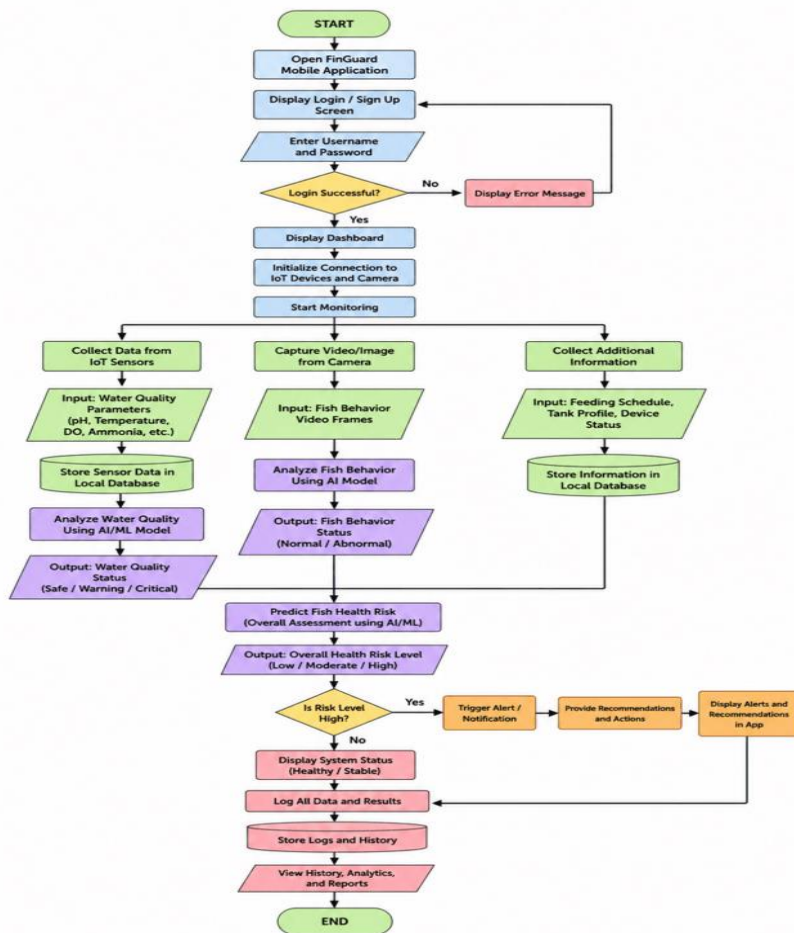 START
Open FinGuard
Mobile Application
Display Login / Sign Up
Screen
Enter Username
and Password
Login Successful?
No
Display Error Message
Yes
Display Dashboard
Initialize Connection to
IoT Devices and Camera
Start Monitoring
Collect Data from
IoT Sensors
Input: Water Quality
Parameters
(pH, Temperature,
DO, Ammonia, etc.)
Store Sensor Data in
Local Database
Analyze Water Quality
Using AI/ML Model
Output: Water Quality
Status
(Safe / Warning / Critical)
Capture Video/Image
from Camera
Input: Fish Behavior
Video Frames
Analyze Fish Behavior
Using AI Model
Output: Fish Behavior
Status
(Normal / Abnormal)
Collect Additional
Information
Input: Feeding Schedule,
Tank Profile, Device
Status
Store Information in
Local Database
Predict Fish Health Risk
(Overall Assessment using AI/ML)
Output: Overall Health Risk Level
(Low / Moderate / High)
Is Risk Level
High?
Yes
Trigger Alert /
Notification
Provide Recommendations
and Actions
Display Alerts and
Recommendations
in App
No
Display System Status
(Healthy / Stable)
Log All Data and Results
Store Logs and History
View History, Analytics,
and Reports
END